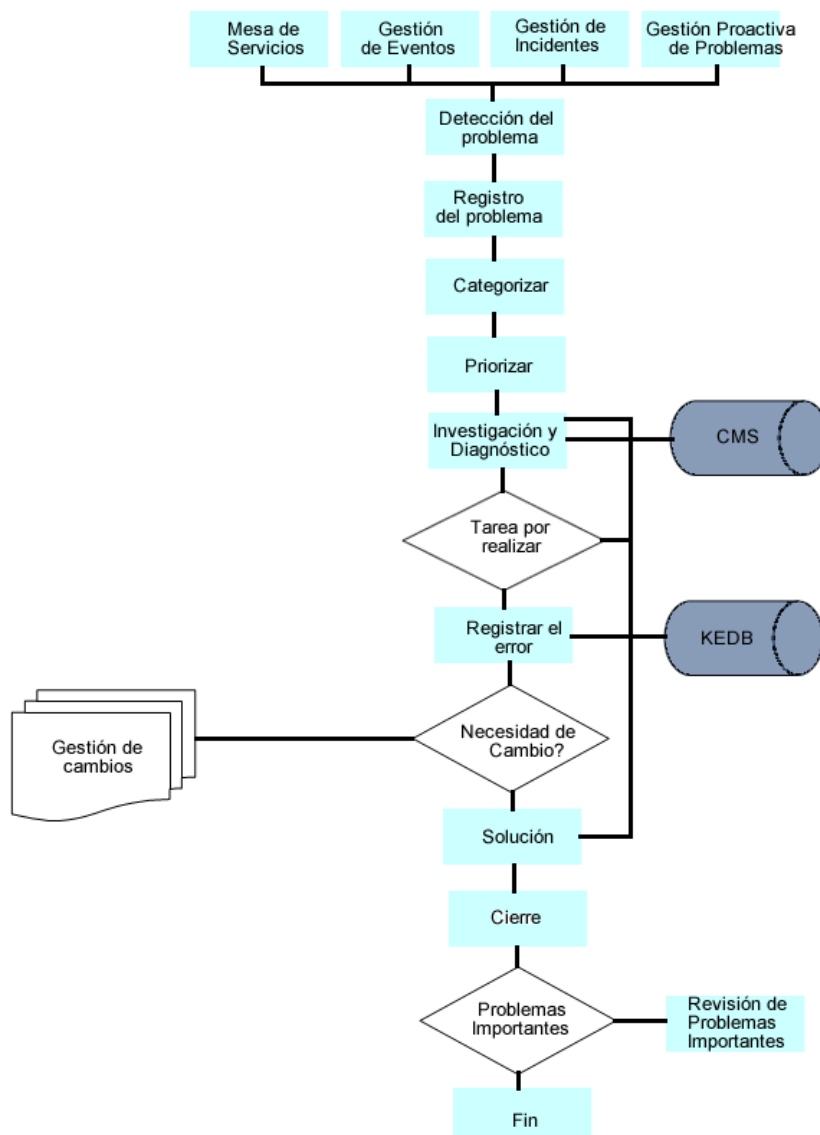 Mesa de
Servicios
Gestión
de Eventos
Gestión de
Incidentes
Gestión Proactiva
de Problemas
Detección del
problema
Registro
del problema
Categorizar
Priorizar
Investigación y
Diagnóstico
CMS
Tarea por
realizar
Registrar el
error
KEDB
Necesidad de
Cambio?
Gestión de
cambios
Solución
Cierre
Problemas
Importantes
Revisión de
Problemas
Importantes
Fin